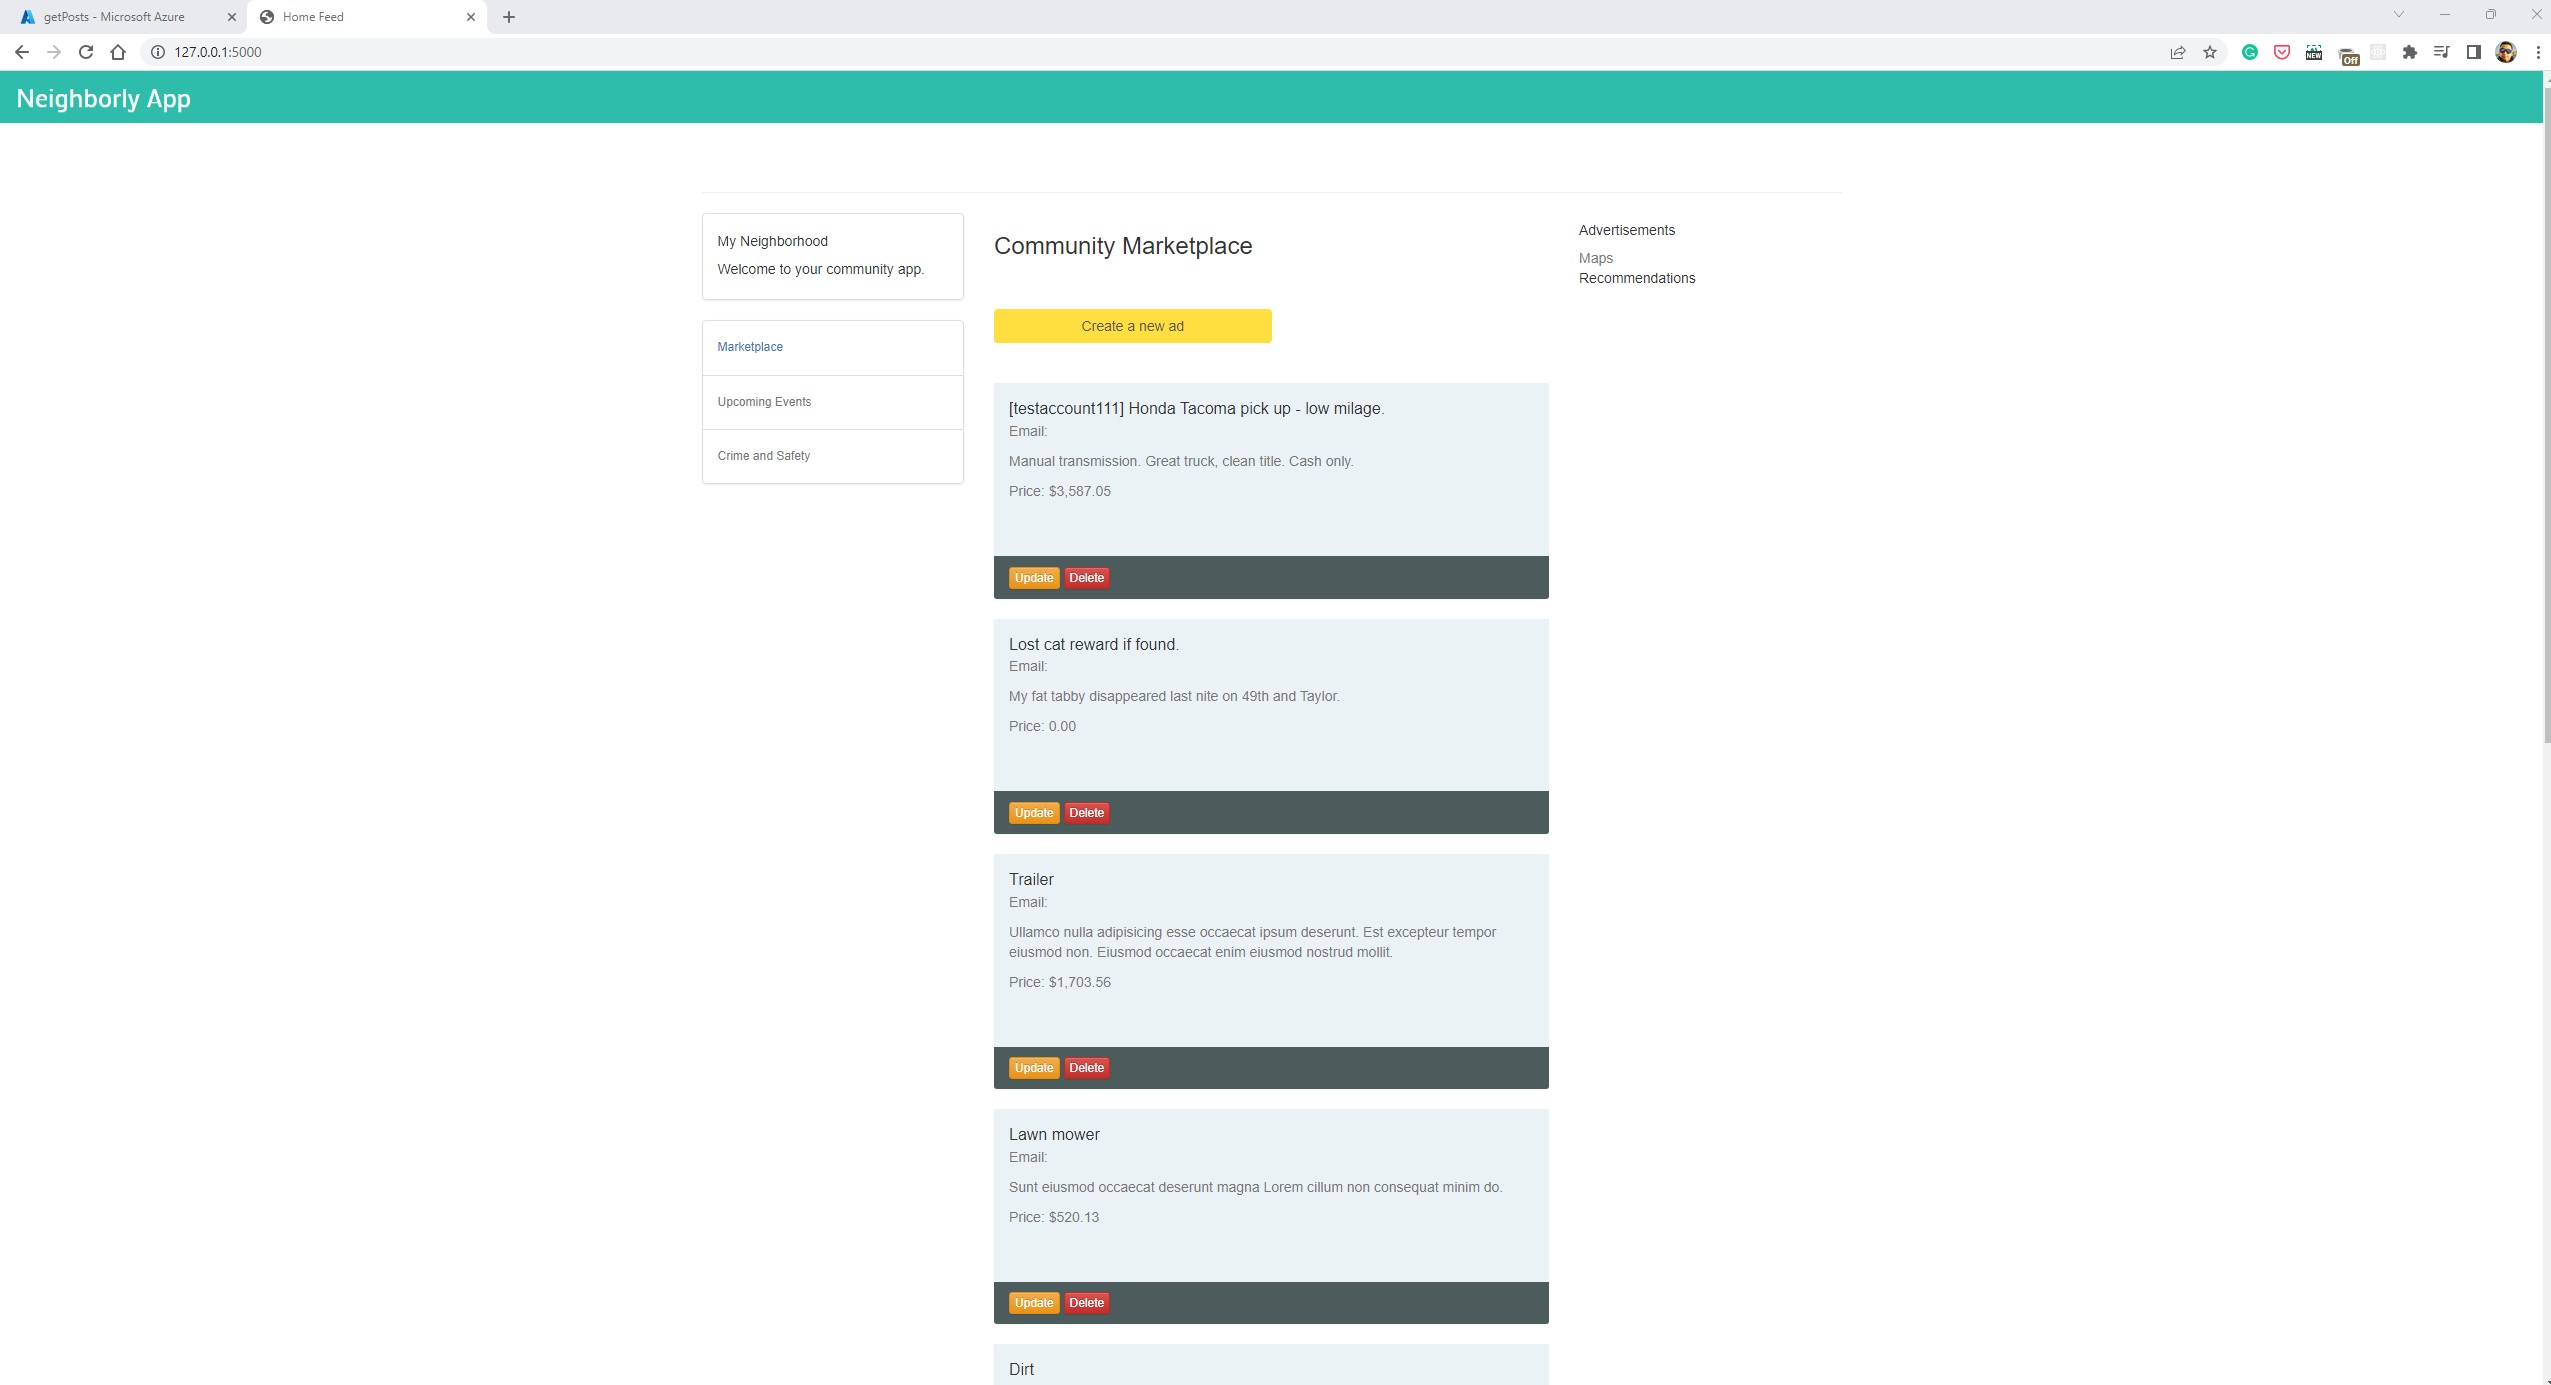 getPosts - Microsoft Azure
Home Feed
127.0.0.1:5000
NEW
Off
Neighborly App
My Neighborhood
Welcome to your community app.
Marketplace
Upcoming Events
Crime and Safety
Community Marketplace
Create a new ad
[testaccount111] Honda Tacoma pick up - low milage.
Email:
Manual transmission. Great truck, clean title. Cash only.
Price: $3,587.05
Update Delete
Lost cat reward if found.
Email:
My fat tabby disappeared last nite on 49th and Taylor.
Price: 0.00
Update Delete
Trailer
Email:
Ullamco nulla adipisicing esse occaecat ipsum deserunt. Est excepteur tempor
eiusmod non. Eiusmod occaecat enim eiusmod nostrud mollit.
Price: $1,703.56
Update Delete
Lawn mower
Email:
Sunt eiusmod occaecat deserunt magna Lorem cillum non consequat minim do.
Price: $520.13
Update Delete
Dirt
Advertisements
Maps
Recommendations